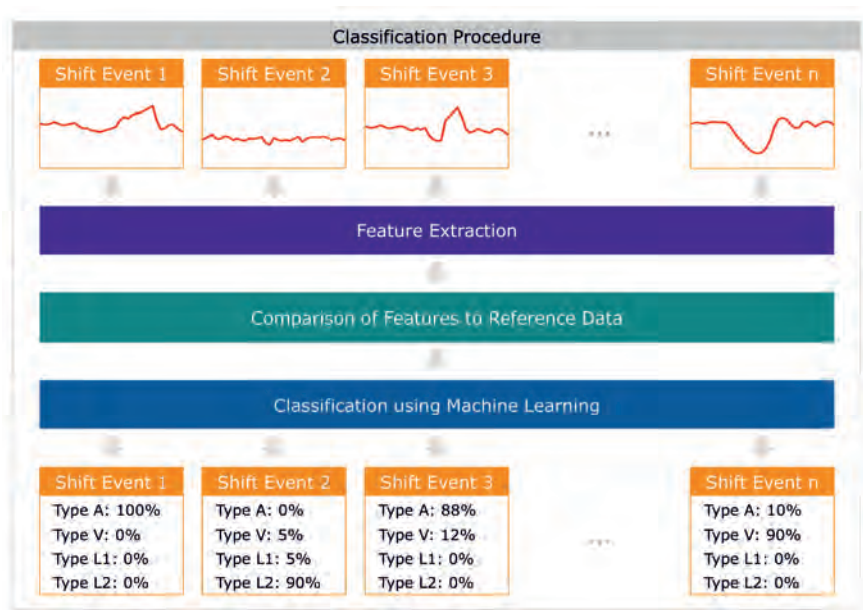 Classification Procedure
Shift Event 1
Shift Event 2
Shift Event 3
...
Shift Event n
Feature Extraction
Comparison of Features to Reference Data
Classification using Machine Learning
Shift Event 1
Type A: 100%
Type V: 0%
Type L1: 0%
Type L2: 0%
Shift Event 2
Type A: 0%
Type V: 5%
Type L1: 5%
Type L2: 90%
Shift Event 3
Type A: 88%
Type V: 12%
Type L1: 0%
Type L2: 0%
...
Shift Event n
Type A: 10%
Type V: 90%
Type L1: 0%
Type L2: 0%